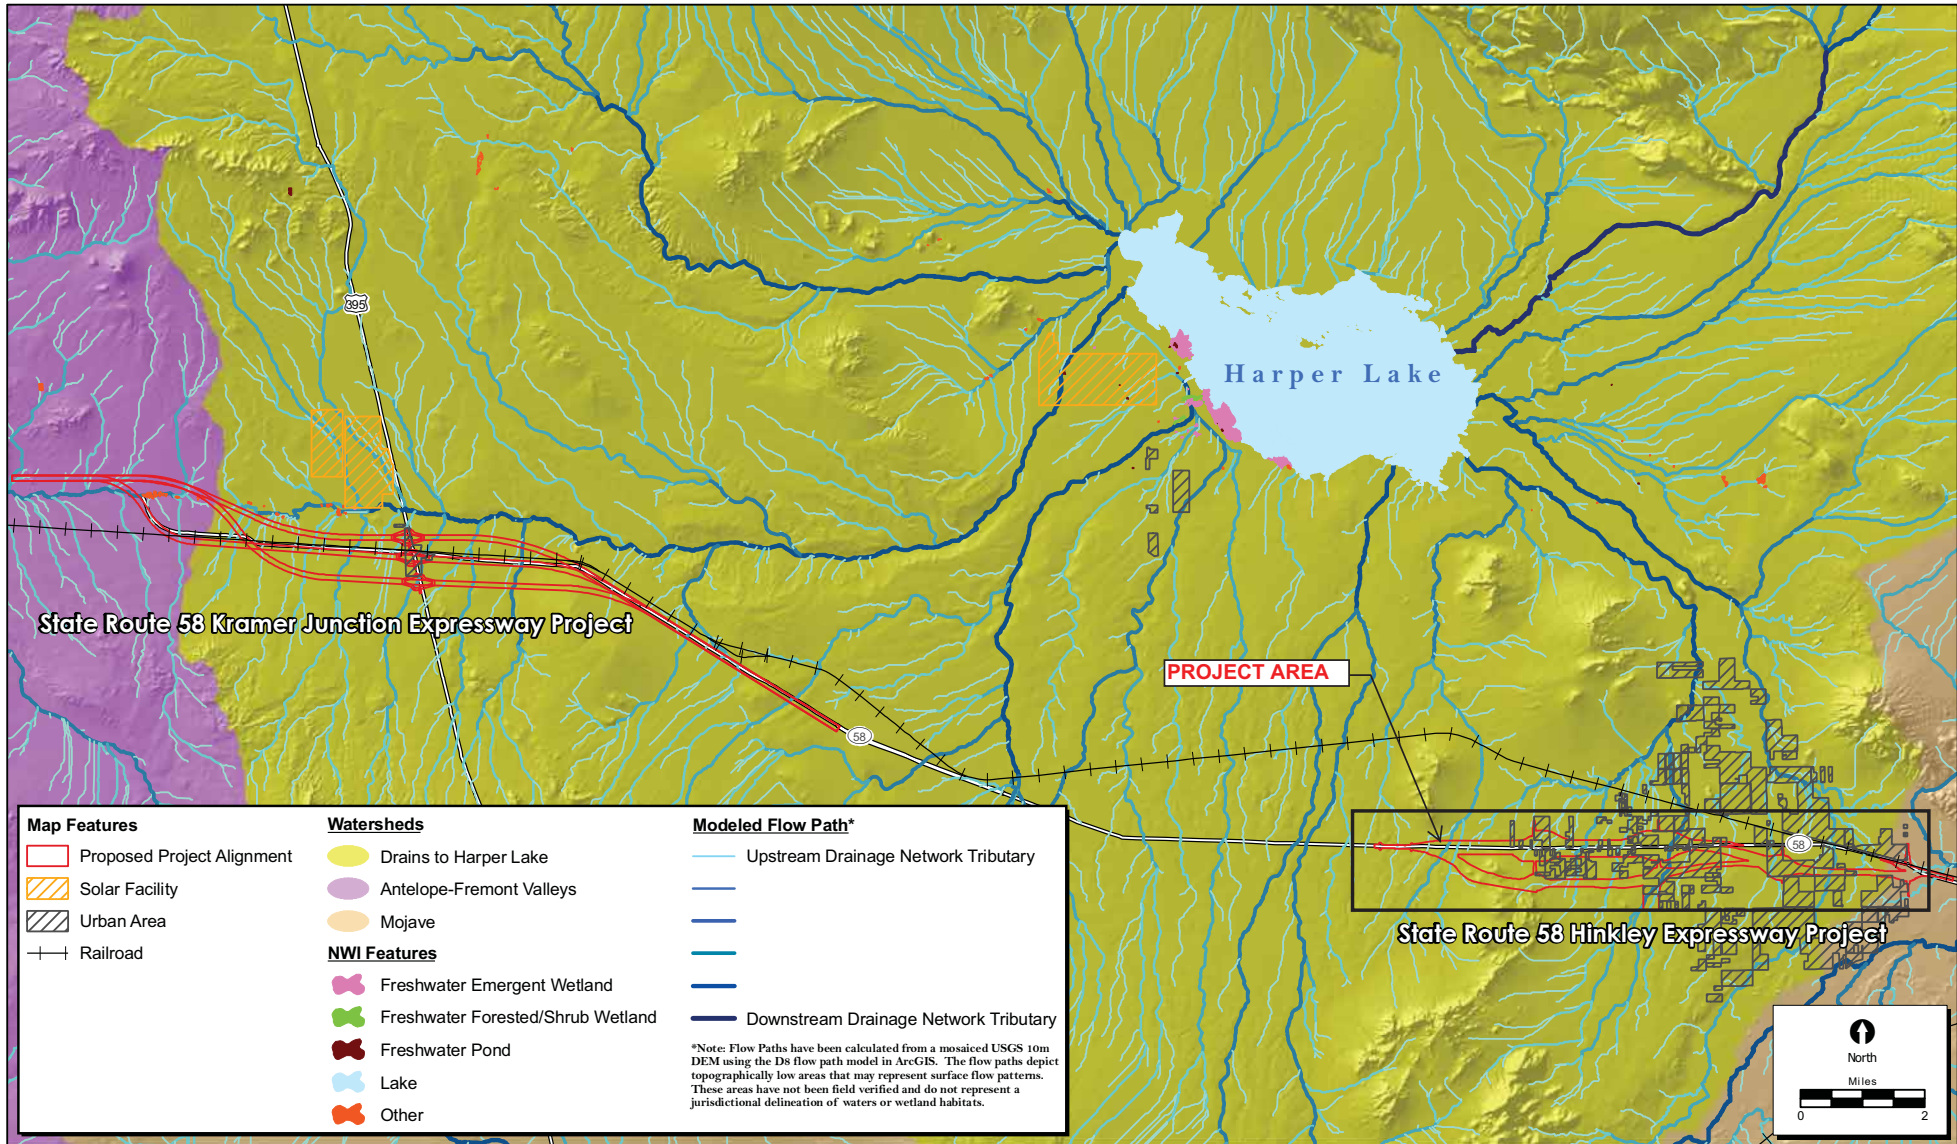 395
Harper Lake
State Route 58 Kramer Junction Expressway Project
PROJECT AREA
58
58
State Route 58 Hinkley Expressway Project
Map Features
Proposed Project Alignment
Solar Facility
Urban Area
Railroad
Watersheds
Drains to Harper Lake
Antelope-Fremont Valleys
Mojave
NWI Features
Freshwater Emergent Wetland
Freshwater Forested/Shrub Wetland
Freshwater Pond
Lake
Other
Modeled Flow Path*
Upstream Drainage Network Tributary
Downstream Drainage Network Tributary
*Note: Flow Paths have been calculated from a mosaiced USGS 10m
DEM using the D8 flow path model in ArcGIS. The flow paths depict
topographically low areas that may represent surface flow patterns.
These areas have not been field verified and do not represent a
jurisdictional delineation of waters or wetland habitats.
North
Miles
0 2